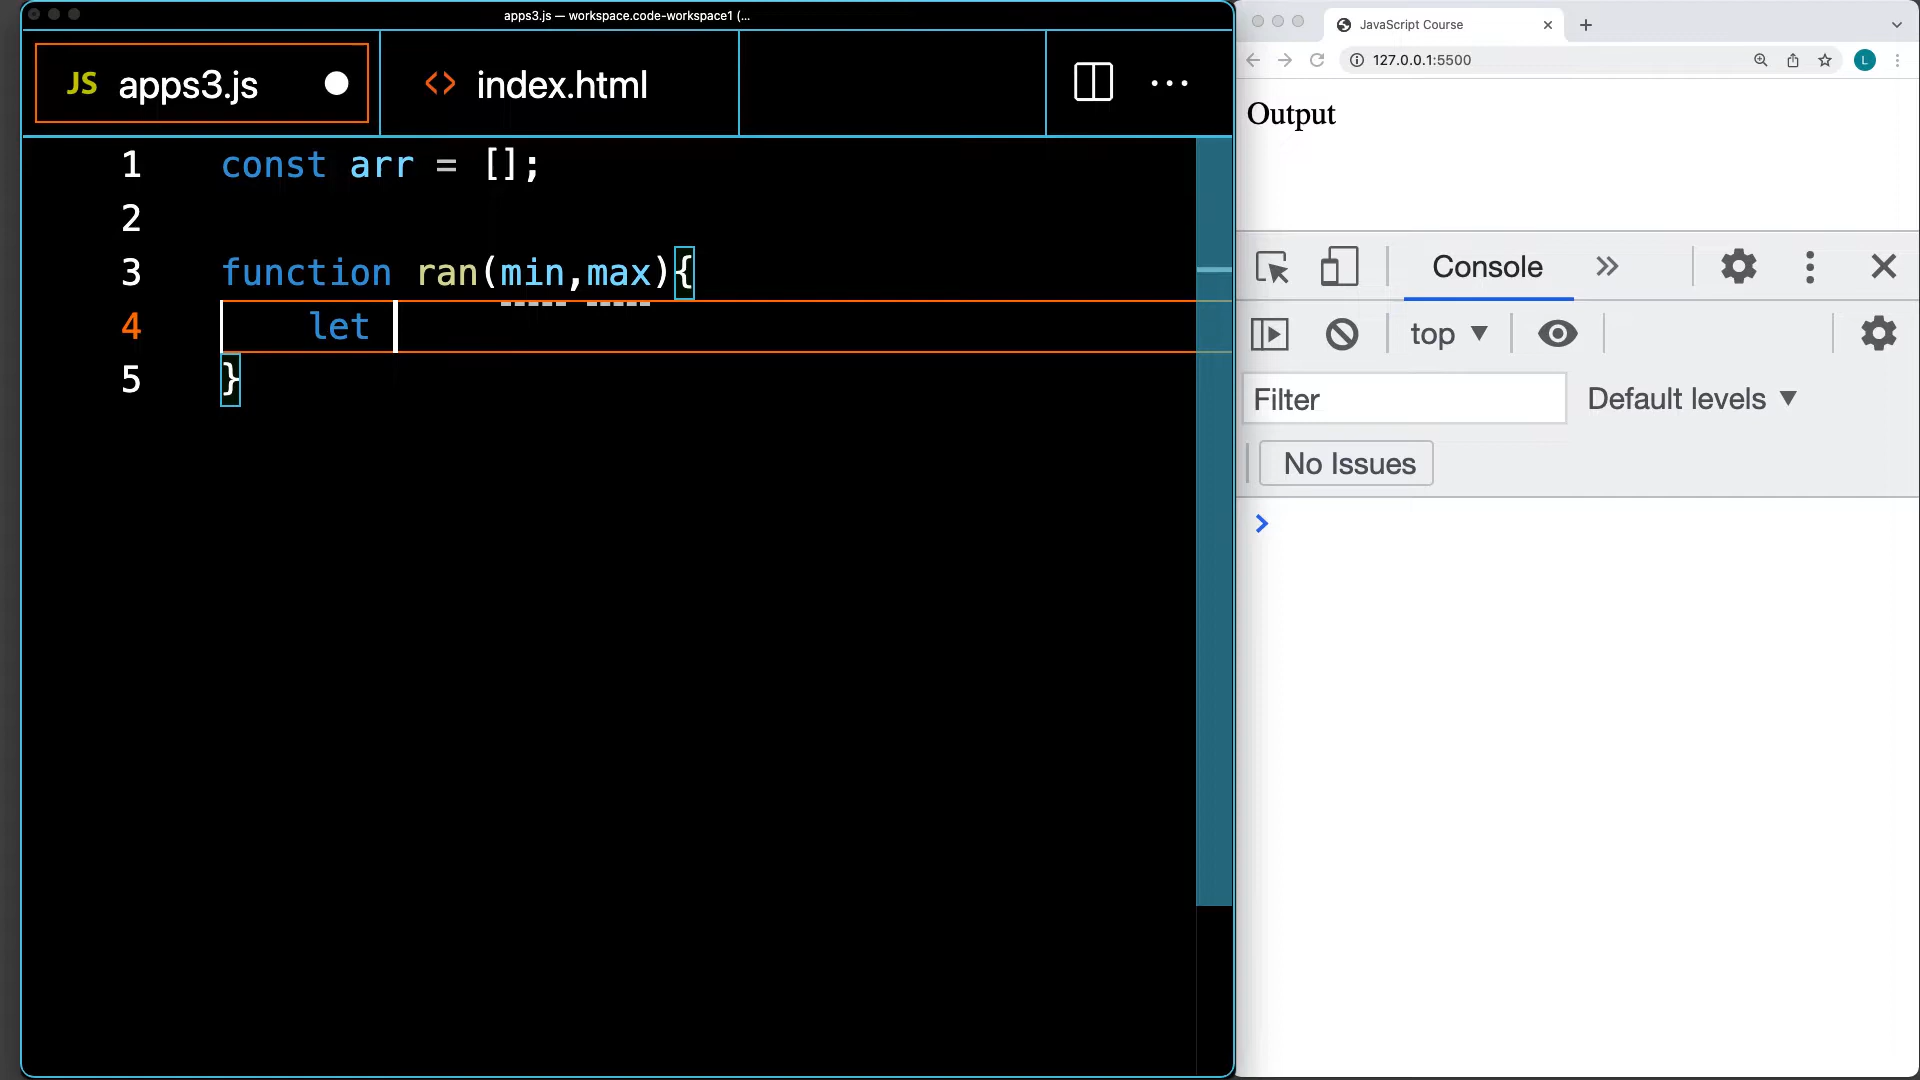 apps3.js — workspace.code-workspace1 (...
JS apps3.js
<> index.html
1 const arr = [];
2
3 function ran(min,max){
4 let
5 }
JavaScript Course
127.0.0.1:5500
L
Output
Console
top
Filter
Default levels
No Issues